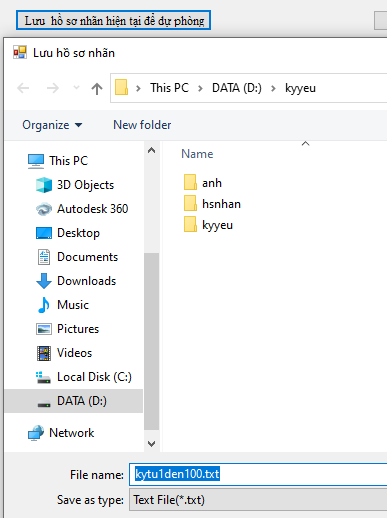 Lưu hồ sơ nhãn hiện tại để dự phòng
Lưu hồ sơ nhãn
This PC > DATA (D:) > kyyeu
Organize
New folder
This PC
3D Objects
Autodesk 360
Desktop
Documents
Downloads
Music
Pictures
Videos
Local Disk (C:)
DATA (D:)
Network
Name
anh
hsnhan
kyyeu
File name: kytu1den100.txt
Save as type: Text File(*.txt)